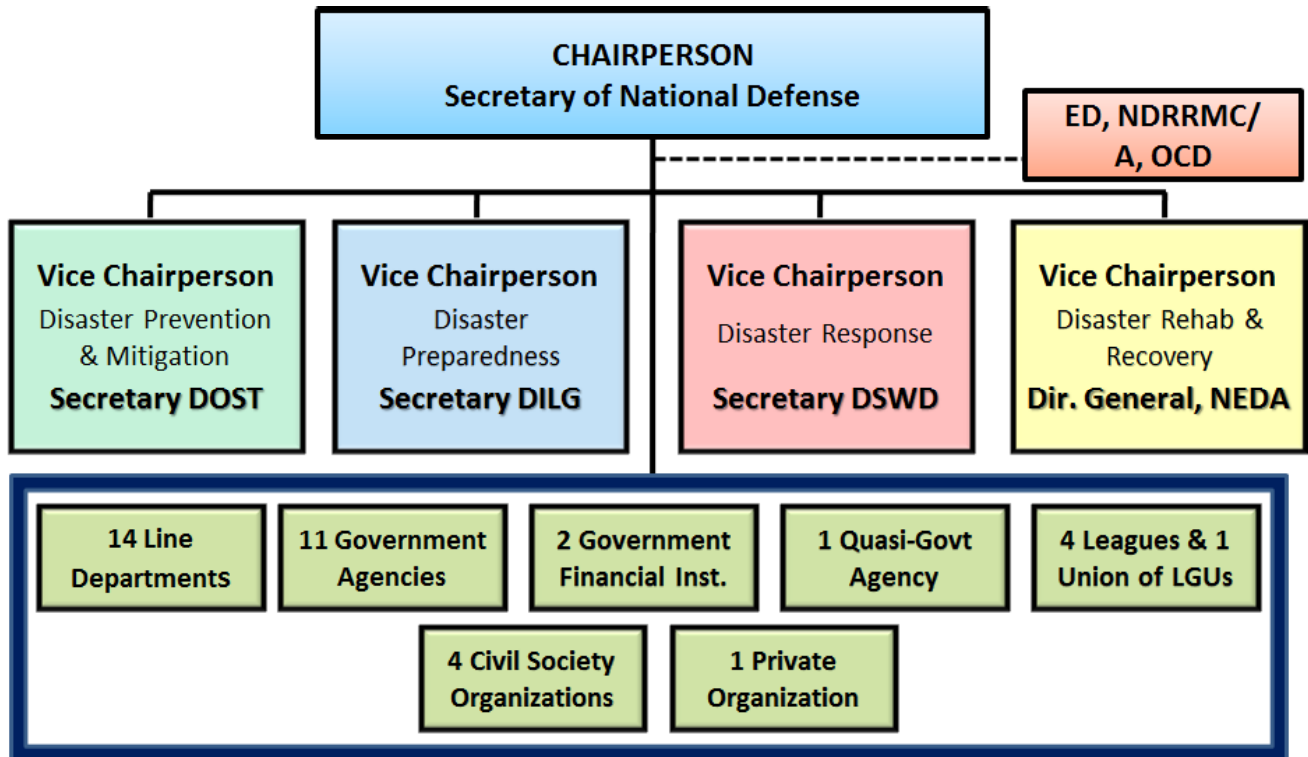 CHAIRPERSON
Secretary of National Defense
ED, NDRRMC/
A, OCD
Vice Chairperson
Disaster Prevention
& Mitigation
Secretary DOST
Vice Chairperson
Disaster
Preparedness
Secretary DILG
Vice Chairperson
Disaster Response
Secretary DSWD
Vice Chairperson
Disaster Rehab &
Recovery
Dir. General, NEDA
14 Line
Departments
11 Government
Agencies
2 Government
Financial Inst.
1 Quasi-Govt
Agency
4 Leagues & 1
Union of LGUs
4 Civil Society
Organizations
1 Private
Organization